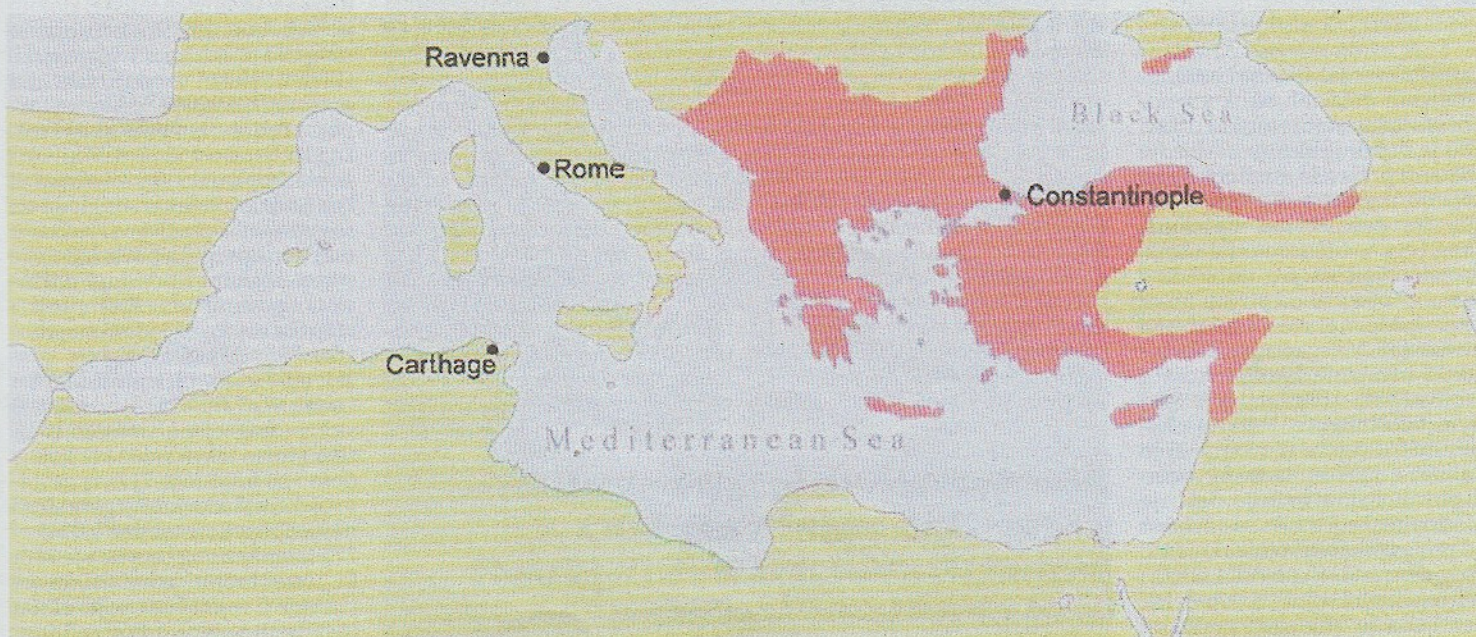 Ravenna
Black Sea
Rome
Constantinople
Carthage
Mediterranean Sea